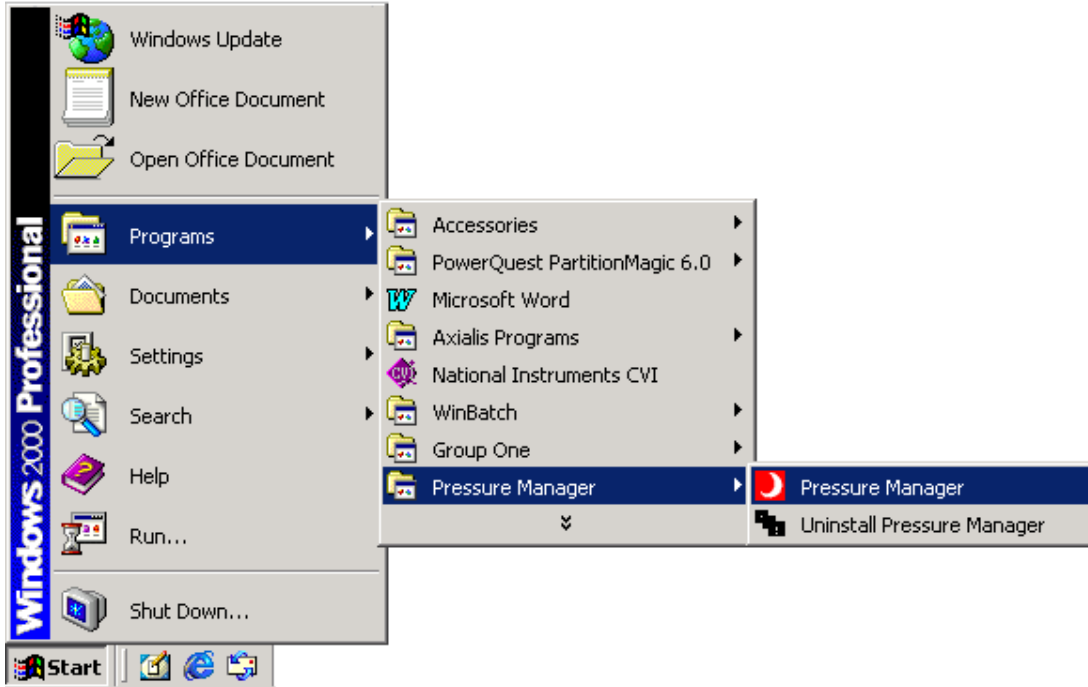 Windows Update
New Office Document
Open Office Document
Programs
Documents
Settings
Search
Help
Run...
Shut Down...
Windows 2000 Professional
Accessories
PowerQuest PartitionMagic 6.0
Microsoft Word
Axialis Programs
National Instruments CVI
WinBatch
Group One
Pressure Manager
Pressure Manager
Uninstall Pressure Manager
Start